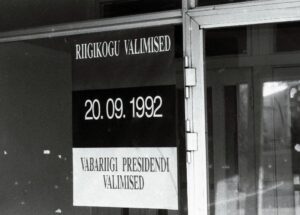 RIIGIKOGU VALIMISED
20.09.1992
VABARIIGI PRESIDENDI
VALIMISED